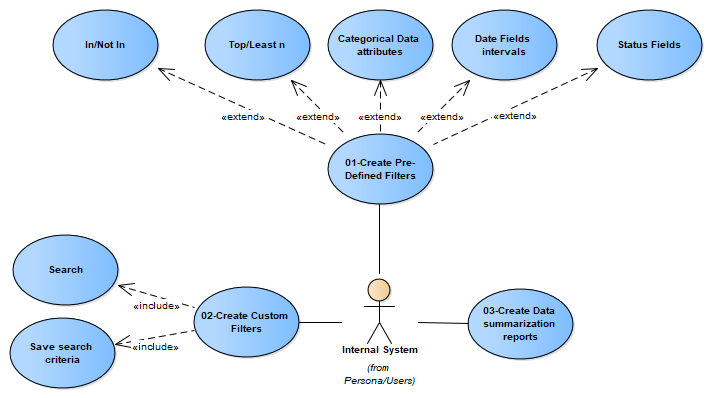 In/Not In
Top/Least n
Categorical Data
attributes
Date Fields
intervals
Status Fields
«extend»
«extend»
«extend»
«extend»
«extend»
01-Create Pre-
Defined Filters
Search
«include»
02-Create Custom
Filters
03-Create Data
summarization
reports
Save search
criteria
«include»
Internal System
(from
Persona/Users)